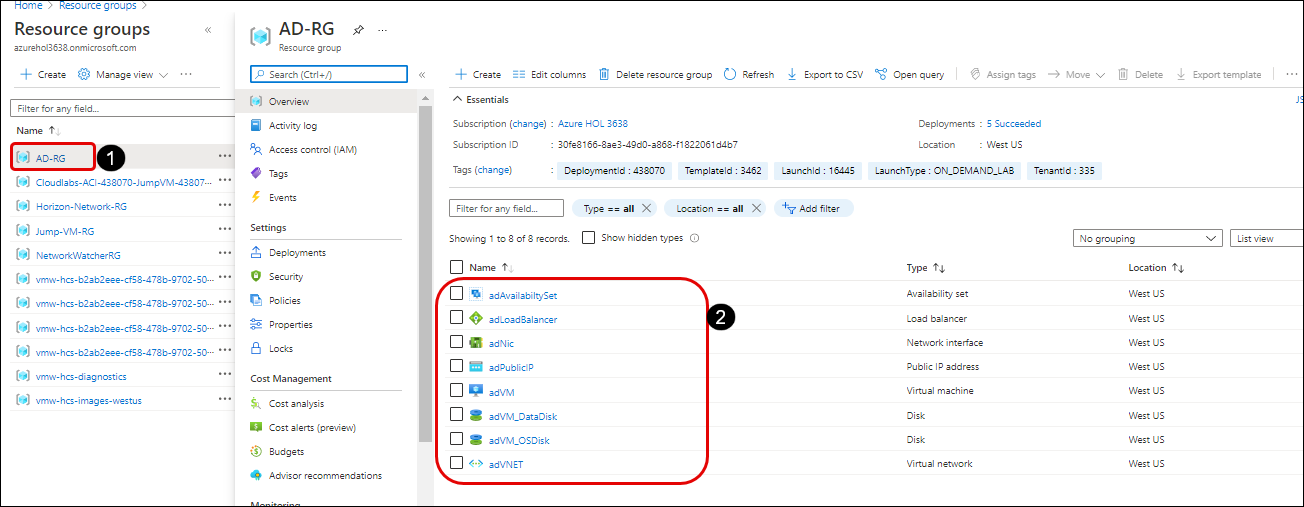 Home > Resource groups >
Resource groups
azurehol3638.onmicrosoft.com
«
+ Create
Manage view
...
Filter for any field...
Name ↑↓
AD-RG
1
Cloudlabs-ACI-438070-JumpVM-43807···
Horizon-Network-RG
Jump-VM-RG
NetworkWatcherRG
vmw-hcs-b2ab2eee-cf58-478b-9702-50···
vmw-hcs-b2ab2eee-cf58-478b-9702-50···
vmw-hcs-b2ab2eee-cf58-478b-9702-50···
vmw-hcs-b2ab2eee-cf58-478b-9702-50···
vmw-hcs-diagnostics
vmw-hcs-images-westus
AD-RG
...
Resource group
Search (Ctrl+/)
«
Overview
Activity log
Access control (IAM)
Tags
Events
Settings
Deployments
Security
Policies
Properties
Locks
Cost Management
Cost analysis
Cost alerts (preview)
Budgets
Advisor recommendations
Monitoring
+ Create
Edit columns
Delete resource group
Refresh
Export to CSV
Open query
Assign tags
Move
Delete
Export template
...
Essentials
JS
Subscription (change) : Azure HOL 3638
Deployments : 5 Succeeded
Subscription ID : 30fe8166-8ae3-49d0-a868-f1822061d4b7
Location : West US
Tags (change) : DeploymentId : 438070 TemplateId : 3462 LaunchId : 16445 LaunchType : ON_DEMAND_LAB TenantId : 335
Filter for any field...
Type == all
Location == all
Add filter
Showing 1 to 8 of 8 records.
Show hidden types
No grouping
List view
Name ↑↓ Type ↑↓ Location ↑↓
adAvailabiltySet Availability set West US
adLoadBalancer Load balancer West US
2
adNic Network interface West US
adPublicIP Public IP address West US
adVM Virtual machine West US
adVM_DataDisk Disk West US
adVM_OSDisk Disk West US
adVNET Virtual network West US